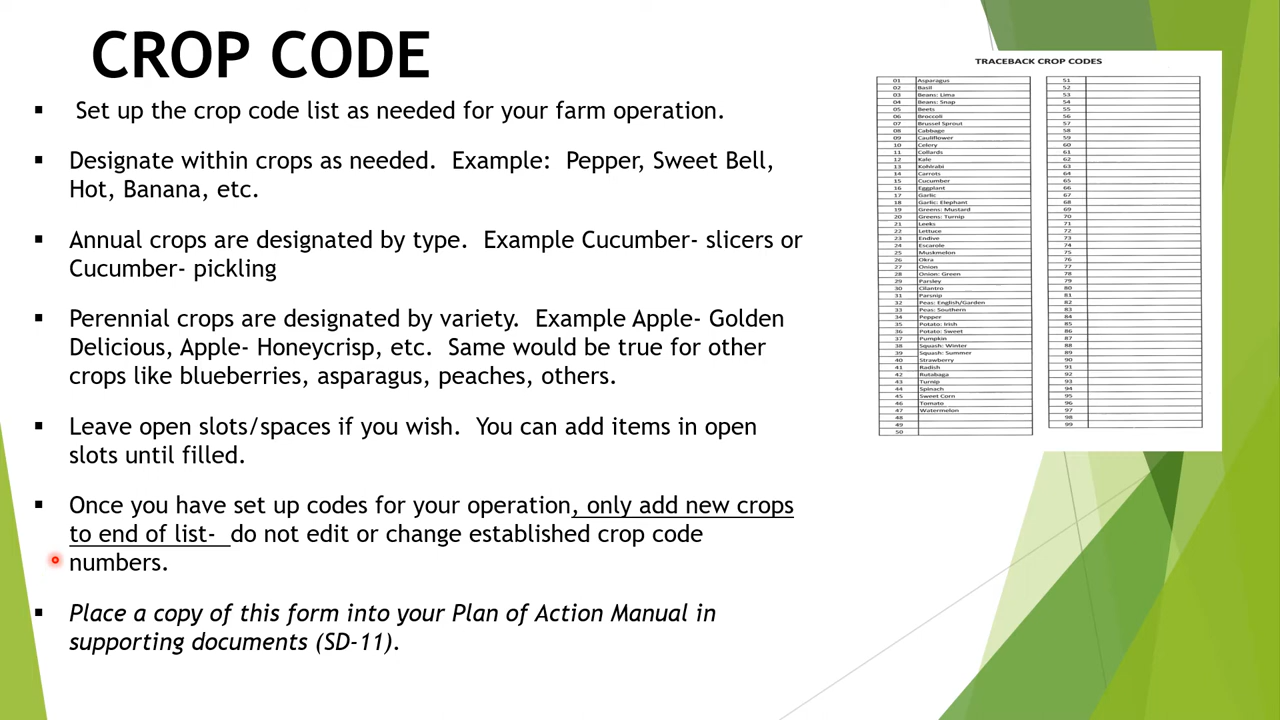 CROP CODE
Set up the crop code list as needed for your farm operation.
Designate within crops as needed. Example: Pepper, Sweet Bell,
Hot, Banana, etc.
Annual crops are designated by type. Example Cucumber- slicers or
Cucumber- pickling
Perennial crops are designated by variety. Example Apple- Golden
Delicious, Apple- Honeycrisp, etc. Same would be true for other
crops like blueberries, asparagus, peaches, others.
Leave open slots/spaces if you wish. You can add items in open
slots until filled.
Once you have set up codes for your operation, only add new crops
to end of list- do not edit or change established crop code
numbers.
Place a copy of this form into your Plan of Action Manual in
supporting documents (SD-11).
TRACEBACK CROP CODES
01 Asparagus
02 Basil
03 Beans: Lima
04 Beans: Snap
05 Beets
06 Broccoli
07 Brussel Sprout
08 Cabbage
09 Cauliflower
10 Celery
11 Collards
12 Kale
13 Kohlrabi
14 Carrots
15 Cucumber
16 Eggplant
17 Garlic
18 Garlic: Elephant
19 Greens: Mustard
20 Greens: Turnip
21 Leeks
22 Lettuce
23 Endive
24 Escarole
25 Muskmelon
26 Okra
27 Onion
28 Onion: Green
29 Parsley
30 Cilantro
31 Parsnip
32 Peas: English/Garden
33 Peas: Southern
34 Pepper
35 Potato: Irish
36 Potato: Sweet
37 Pumpkin
38 Squash: Winter
39 Squash: Summer
40 Strawberry
41 Radish
42 Rutabaga
43 Turnip
44 Spinach
45 Sweet Corn
46 Tomato
47 Watermelon
48
49
50
51
52
53
54
55
56
57
58
59
60
61
62
63
64
65
66
67
68
69
70
71
72
73
74
75
76
77
78
79
80
81
82
83
84
85
86
87
88
89
90
91
92
93
94
95
96
97
98
99